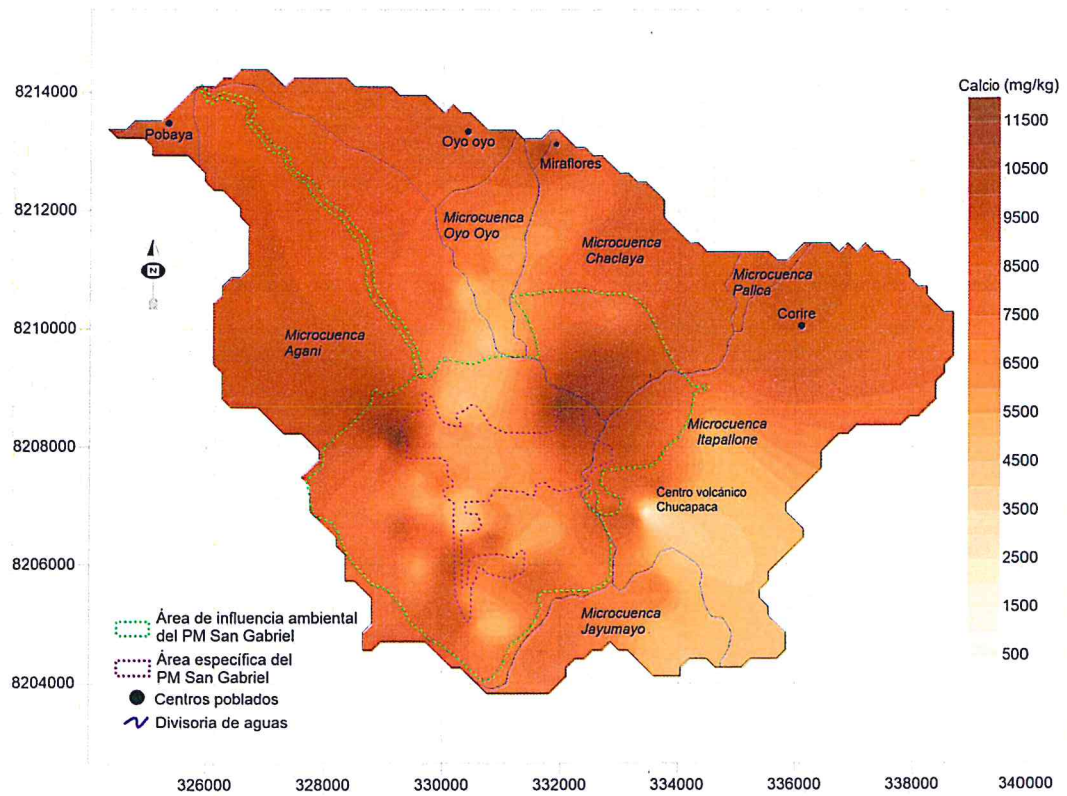 Calcio (mg/kg)
8214000
8212000
8210000
8208000
8206000
8204000
11500
10500
9500
8500
7500
6500
5500
4500
3500
2500
1500
500
Pobaya
Oyo oyo
Miraflores
Microcuenca
Oyo Oyo
Microcuenca
Chaclaya
Microcuenca
Pallca
Corire
N
Microcuenca
Agani
Microcuenca
Itapallone
Centro volcánico
Chucapaca
Microcuenca
Jayumayo
Área de influencia ambiental
del PM San Gabriel
Área específica del
PM San Gabriel
Centros poblados
Divisoria de aguas
326000
328000
330000
332000
334000
336000
338000
340000